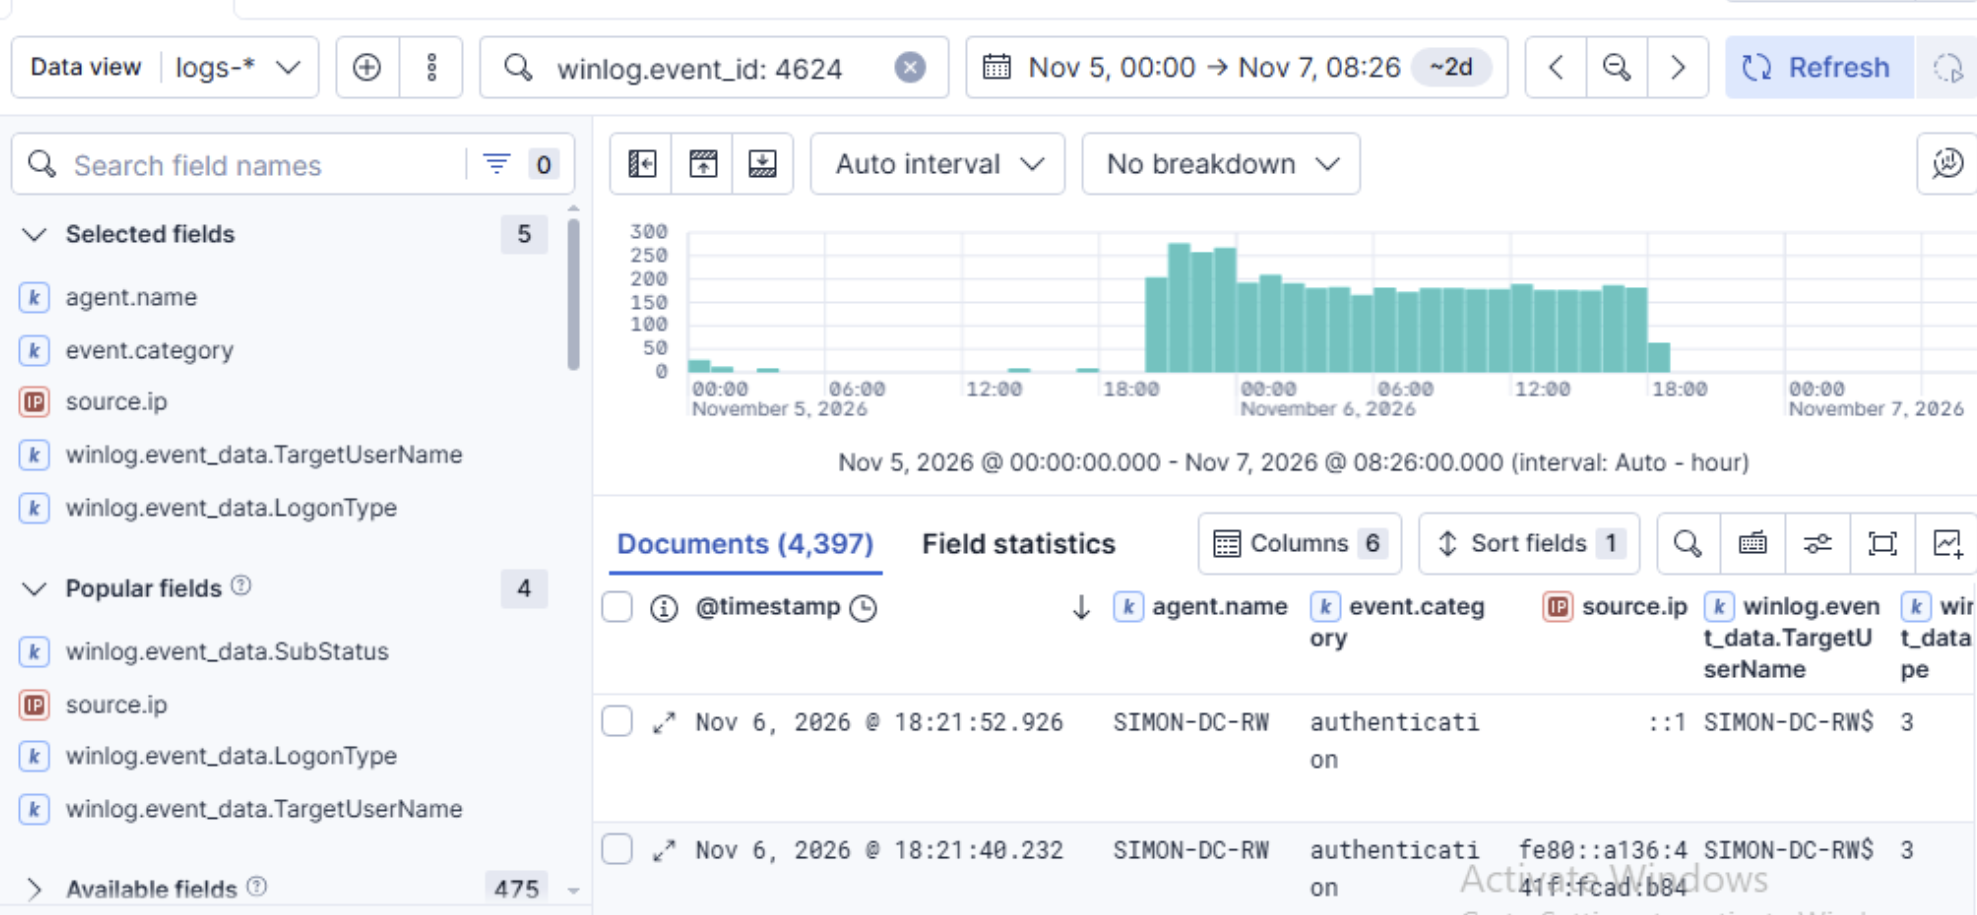 Data view logs-* winlog.event_id: 4624 Nov 5, 00:00 → Nov 7, 08:26 ~2d Refresh
Search field names 0
Auto interval No breakdown
Selected fields 5
agent.name
event.category
source.ip
winlog.event_data.TargetUserName
winlog.event_data.LogonType
Popular fields 4
winlog.event_data.SubStatus
source.ip
winlog.event_data.LogonType
winlog.event_data.TargetUserName
Available fields 475
300
250
200
150
100
50
0
00:00 06:00 12:00 18:00 00:00 06:00 12:00 18:00 00:00
November 5, 2026 November 6, 2026 November 7, 2026
Nov 5, 2026 @ 00:00:00.000 - Nov 7, 2026 @ 08:26:00.000 (interval: Auto - hour)
Documents (4,397) Field statistics Columns 6 Sort fields 1
@timestamp agent.name event.categ source.ip winlog.even
ory t_data.TargetU t_data
serName pe
Nov 6, 2026 @ 18:21:52.926 SIMON-DC-RW authenticati ::1 SIMON-DC-RW$ 3
on
Nov 6, 2026 @ 18:21:40.232 SIMON-DC-RW authenticati fe80::a136:4 SIMON-DC-RW$ 3
on 41f:fcad:b84
Activate Windows